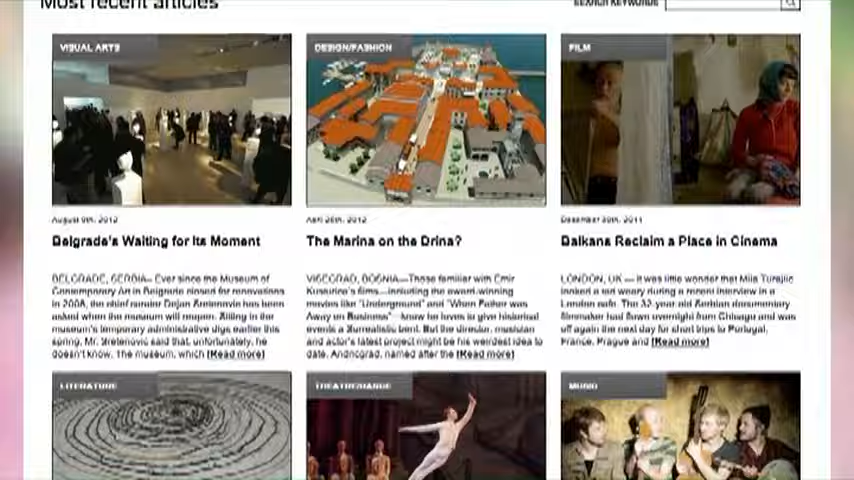 Most recent articles
SEARCH KEYWORDS
VISUAL ARTS
DESIGN/FASHION
FILM
August 9th, 2012
April 26th, 2012
December 30th, 2011
Belgrade's Waiting for Its Moment
The Marina on the Drina?
Balkans Reclaim a Place in Cinema
BELGRADE, SERBIA— Ever since the Museum of
Contemporary Art in Belgrade closed for renovations
in 2008, the chief curator Dejan Sretenovic has been
asked when the museum will reopen. Sitting in the
museum's temporary administrative digs earlier this
spring, Mr. Sretenovic said that, unfortunately, he
doesn't know. The museum, which [Read more]
VISEGRAD, BOSNIA—Those familiar with Emir
Kusturica's films—including the award-winning
movies like "Underground" and "When Father was
Away on Business"—know he loves to give historical
events a Surrealistic bent. But the director, musician
and actor's latest project might be his weirdest idea to
date. Andricgrad, named after the [Read more]
LONDON, UK — It was little wonder that Mila Turajlic
looked a tad weary during a recent interview in a
London cafe. The 32-year old Serbian documentary
filmmaker had flown overnight from Chicago and was
off again the next day for short trips to Portugal,
France, Prague and [Read more]
LITERATURE
THEATRE/DANCE
MUSIC